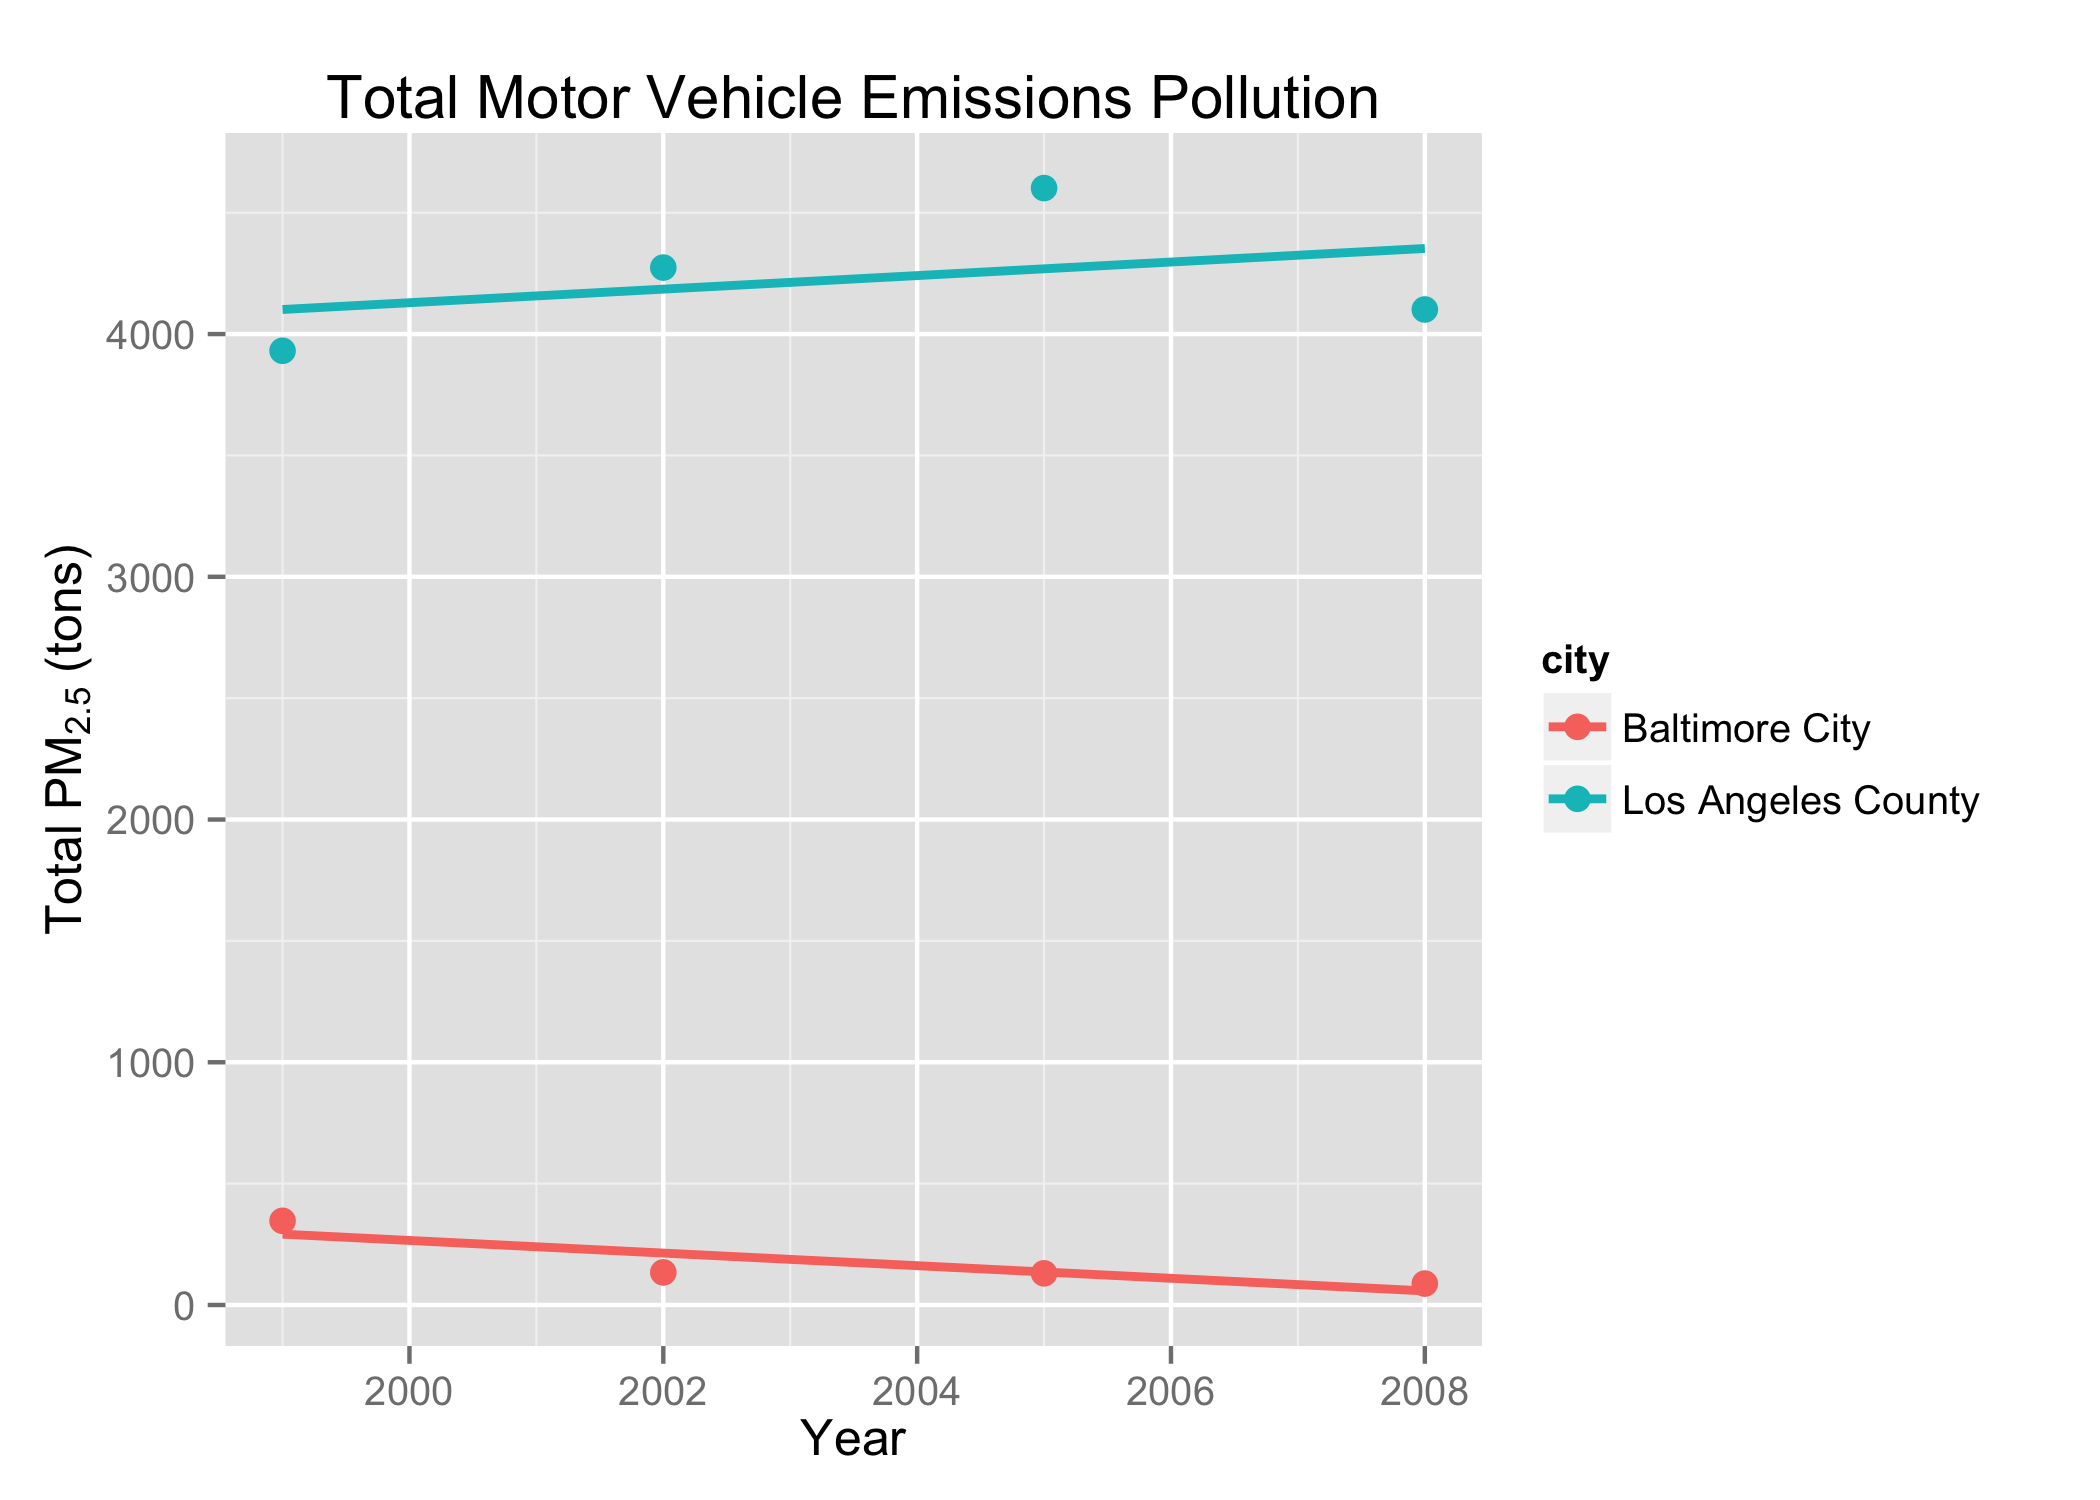 Total Motor Vehicle Emissions Pollution
Total PM2.5 (tons)
4000
3000
2000
1000
0
2000 2002 2004 2006 2008
Year
city
Baltimore City
Los Angeles County